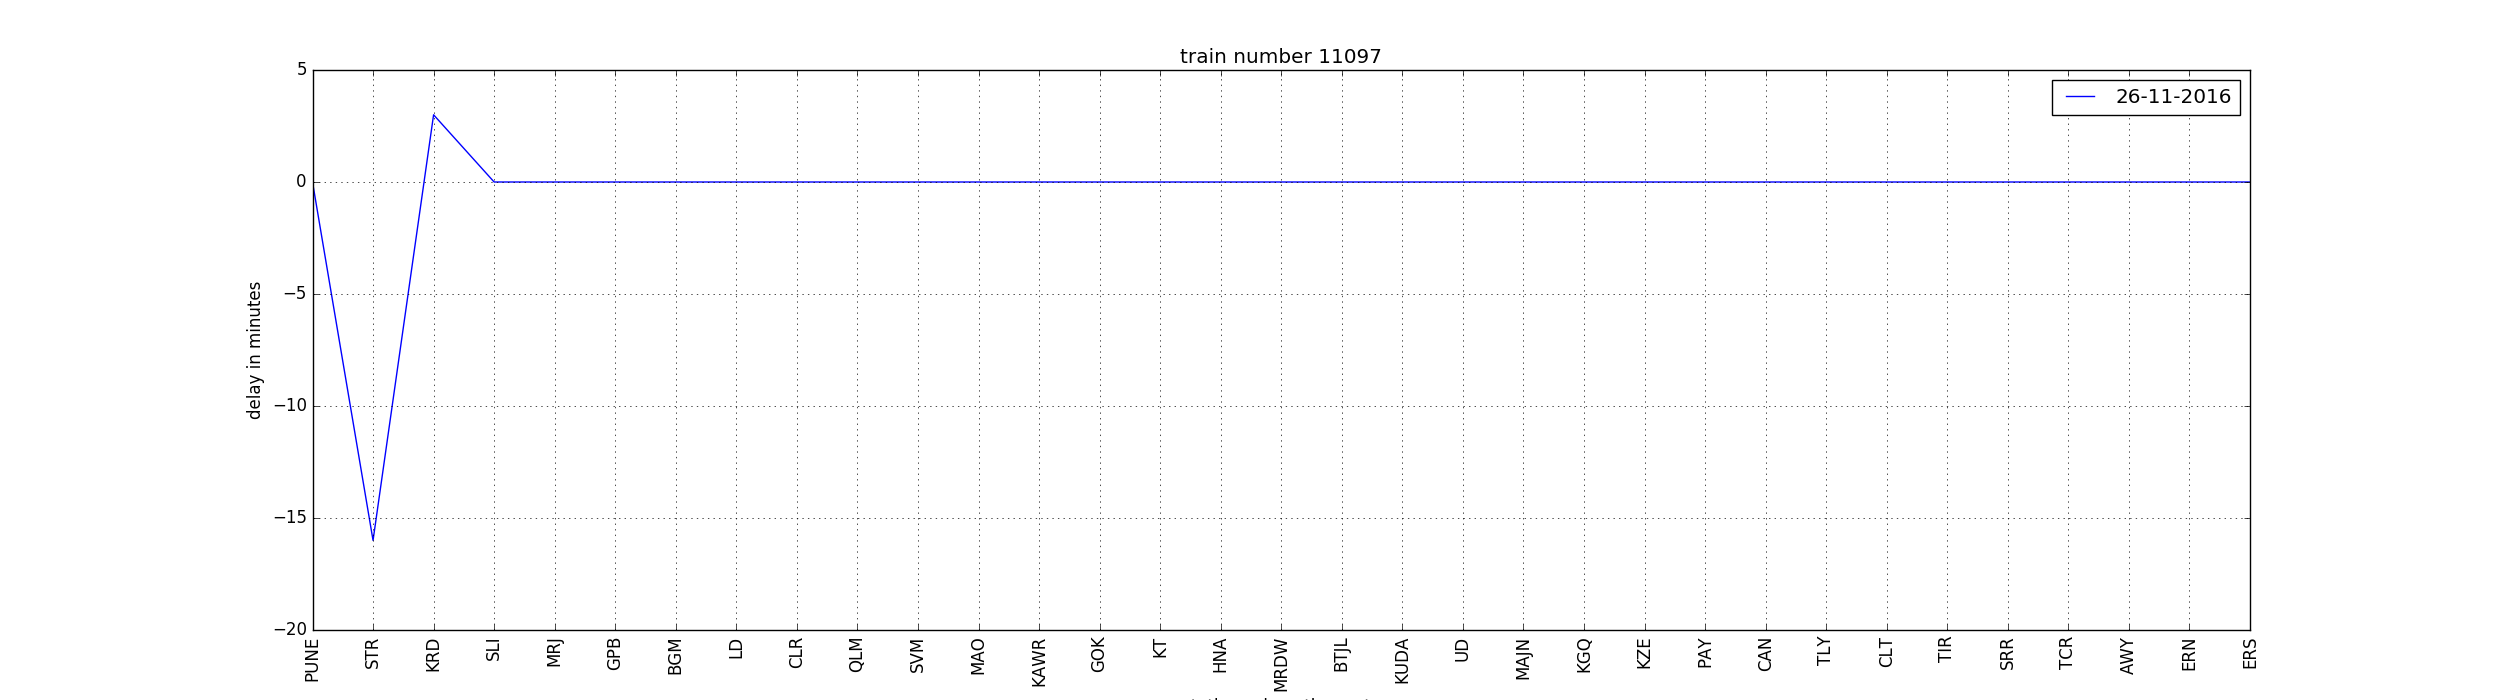 train number 11097
26-11-2016
5
0
−5
−10
−15
−20
delay in minutes
PUNE
STR
KRD
SLI
MRJ
GPB
BGM
LD
CLR
QLM
SVM
MAO
KAWR
GOK
KT
HNA
MRDW
BTJL
KUDA
UD
MAJN
KGQ
KZE
PAY
CAN
TLY
CLT
TIR
SRR
TCR
AWY
ERN
ERS